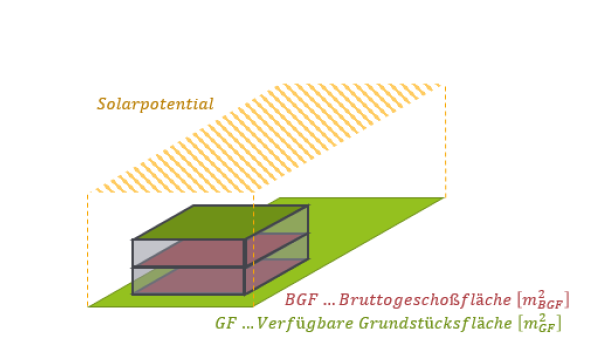 Solarpotential
BGF ... Bruttogeschoßfläche [m²_BGF]
GF ... Verfügbare Grundstücksfläche [m²_GF]